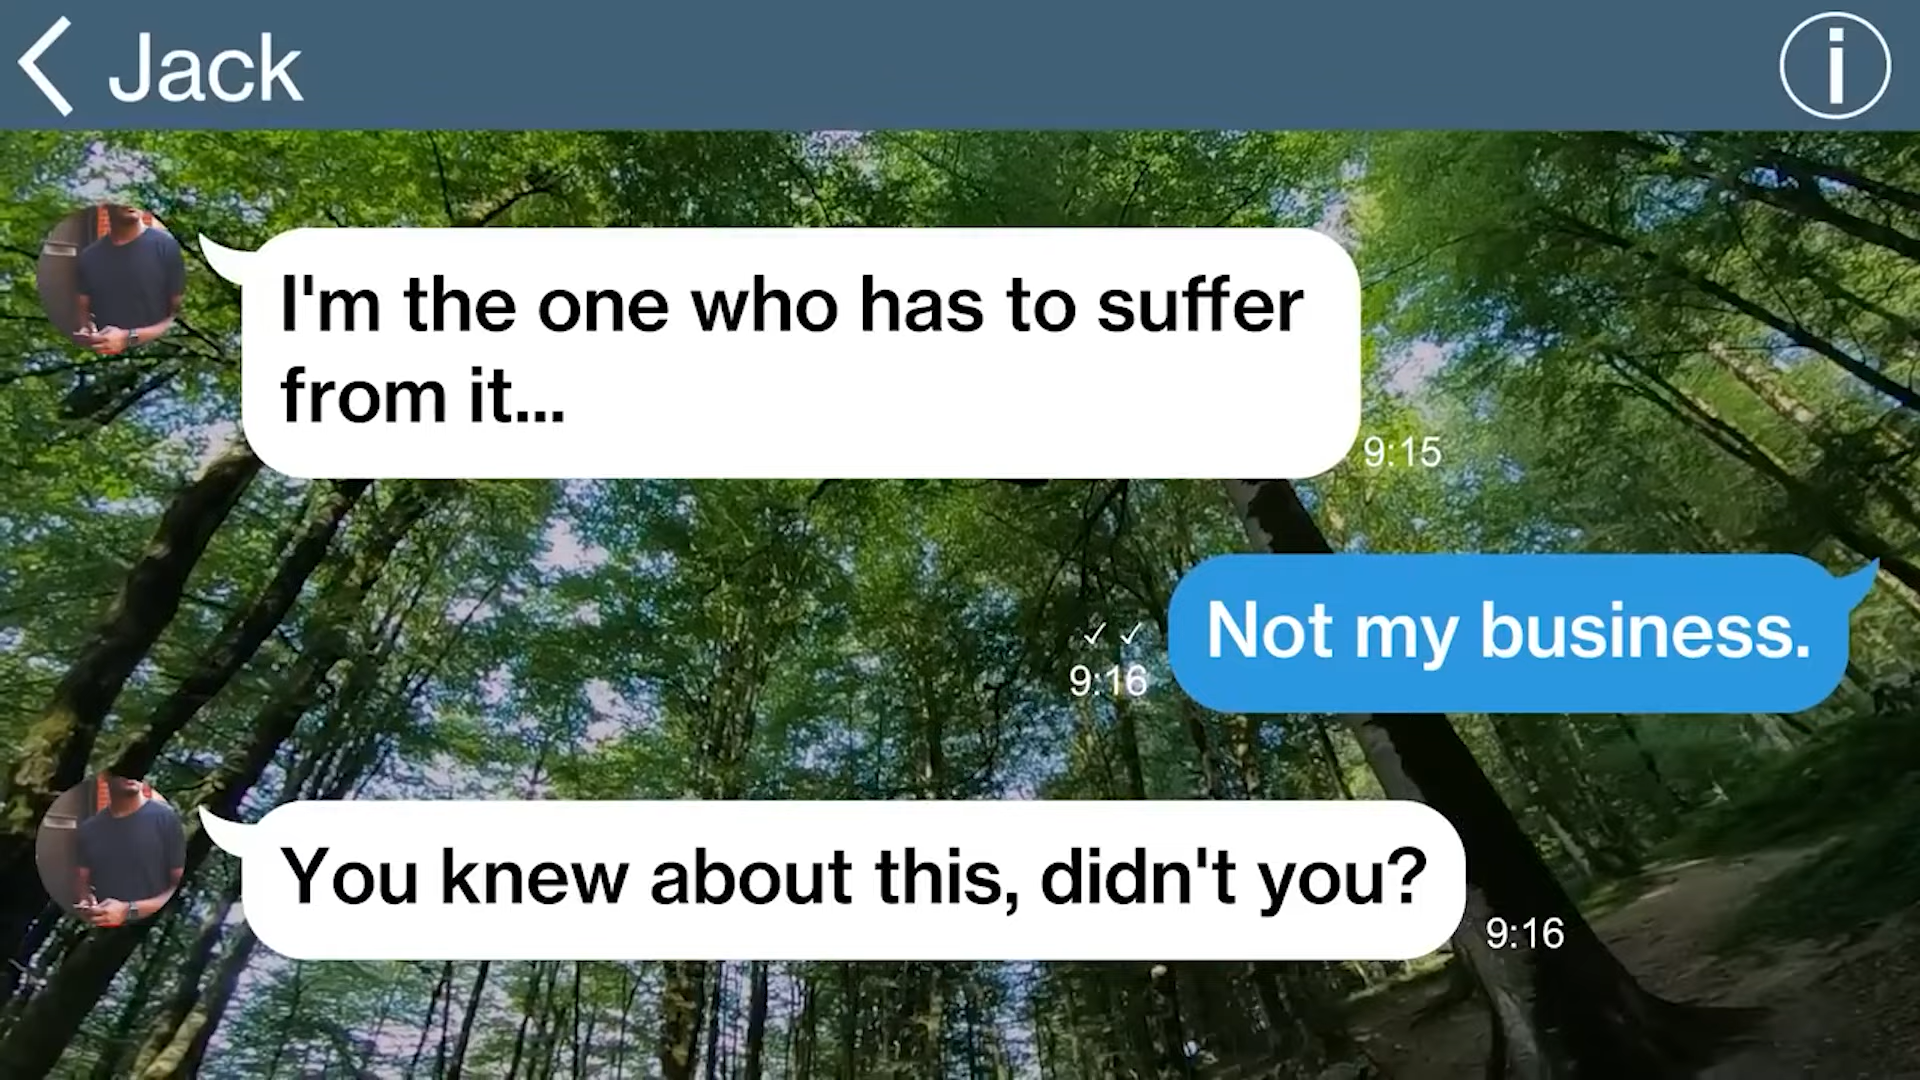 Jack
i
I'm the one who has to suffer
from it...
9:15
Not my business.
✓ ✓
9:16
You knew about this, didn't you?
9:16